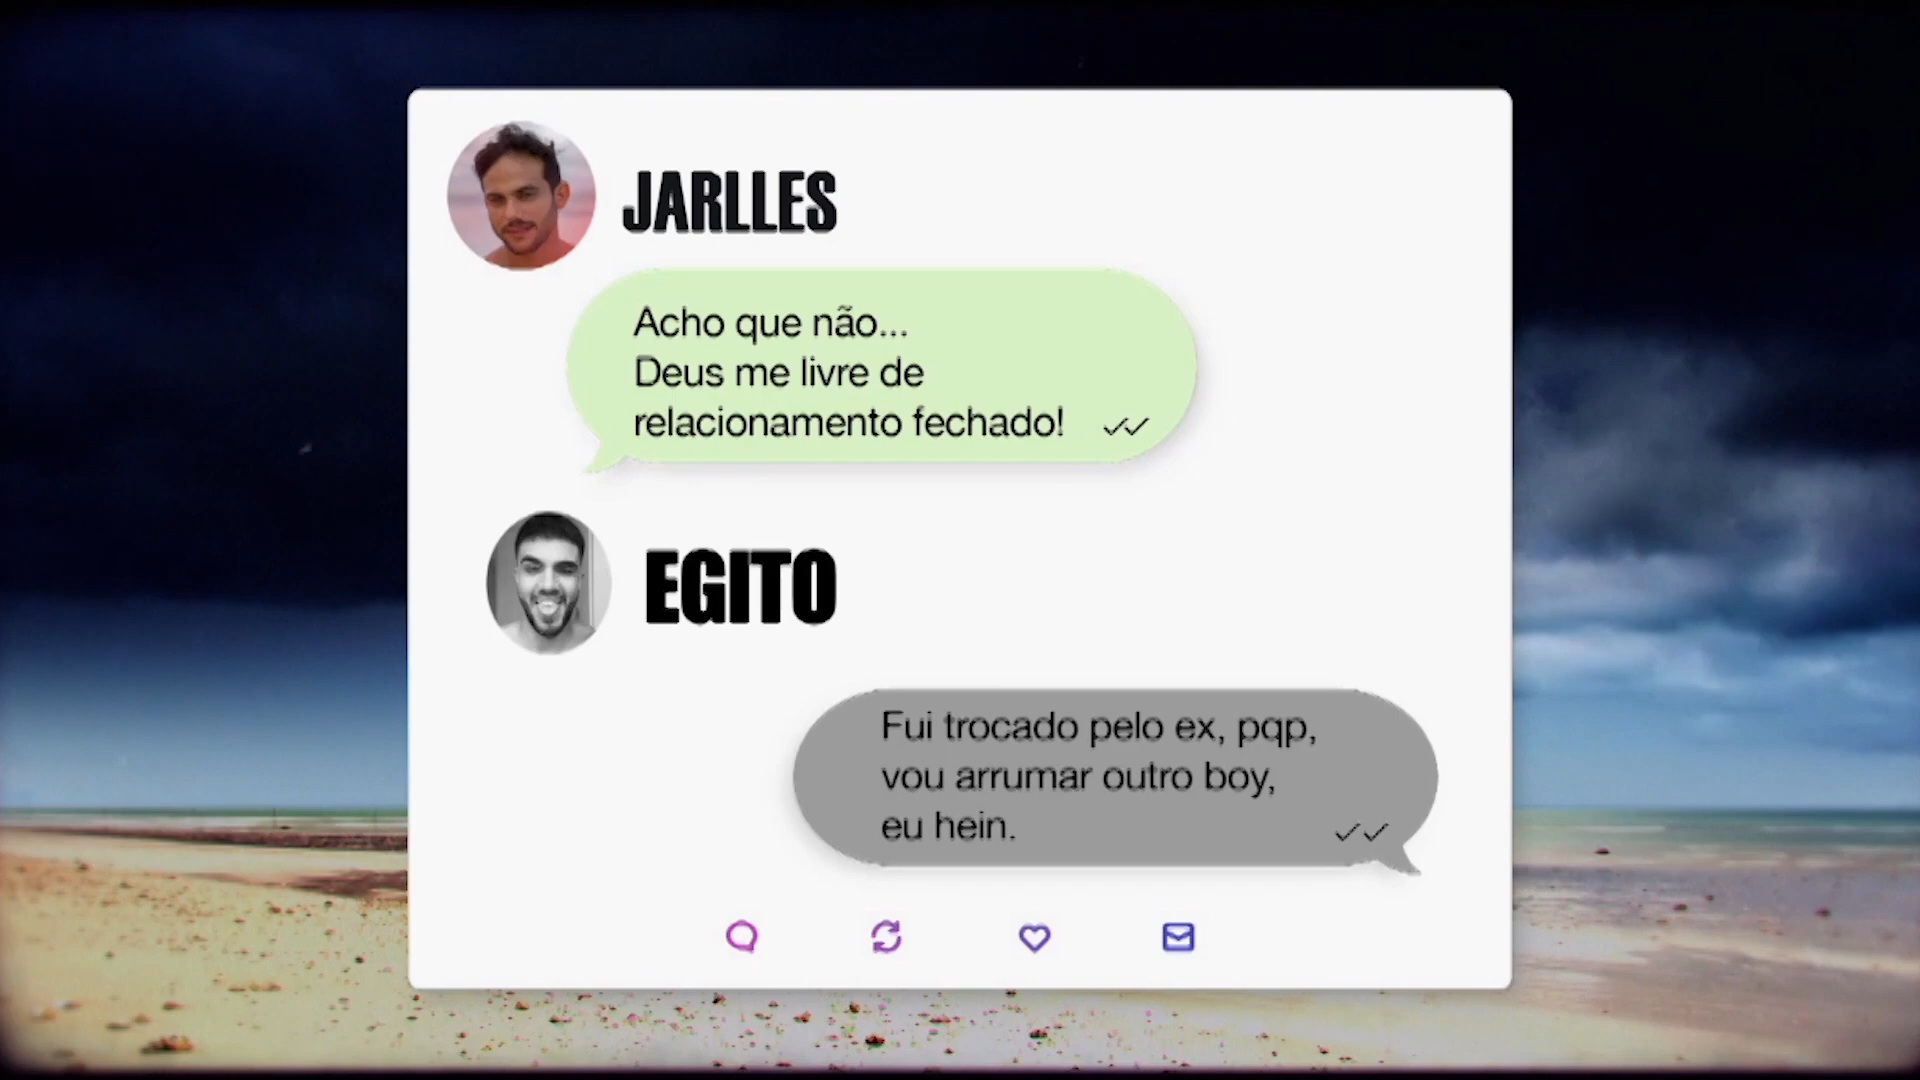 JARLLES
Acho que não...
Deus me livre de
relacionamento fechado!
EGITO
Fui trocado pelo ex, pqp,
vou arrumar outro boy,
eu hein.